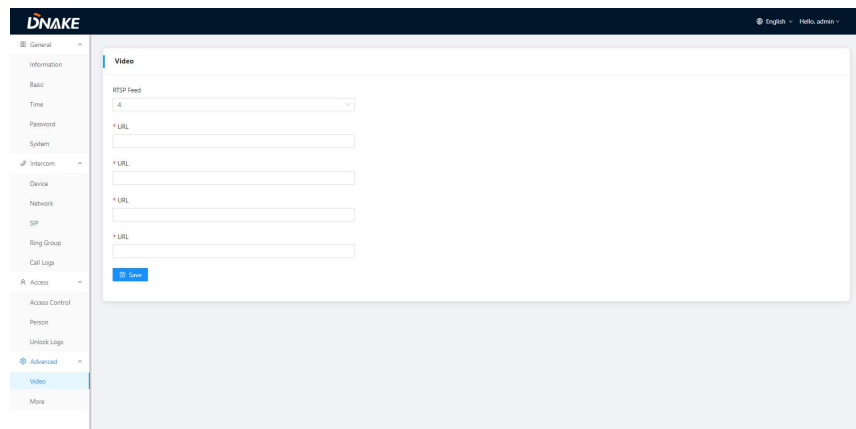 DNAKE
English
Hello, admin
General
Information
Basic
Time
Password
System
Intercom
Device
Network
SIP
Ring Group
Call Logs
Access
Access Control
Person
Unlock Logs
Advanced
Video
More
Video
RTSP Feed
4
* URL
* URL
* URL
* URL
Save